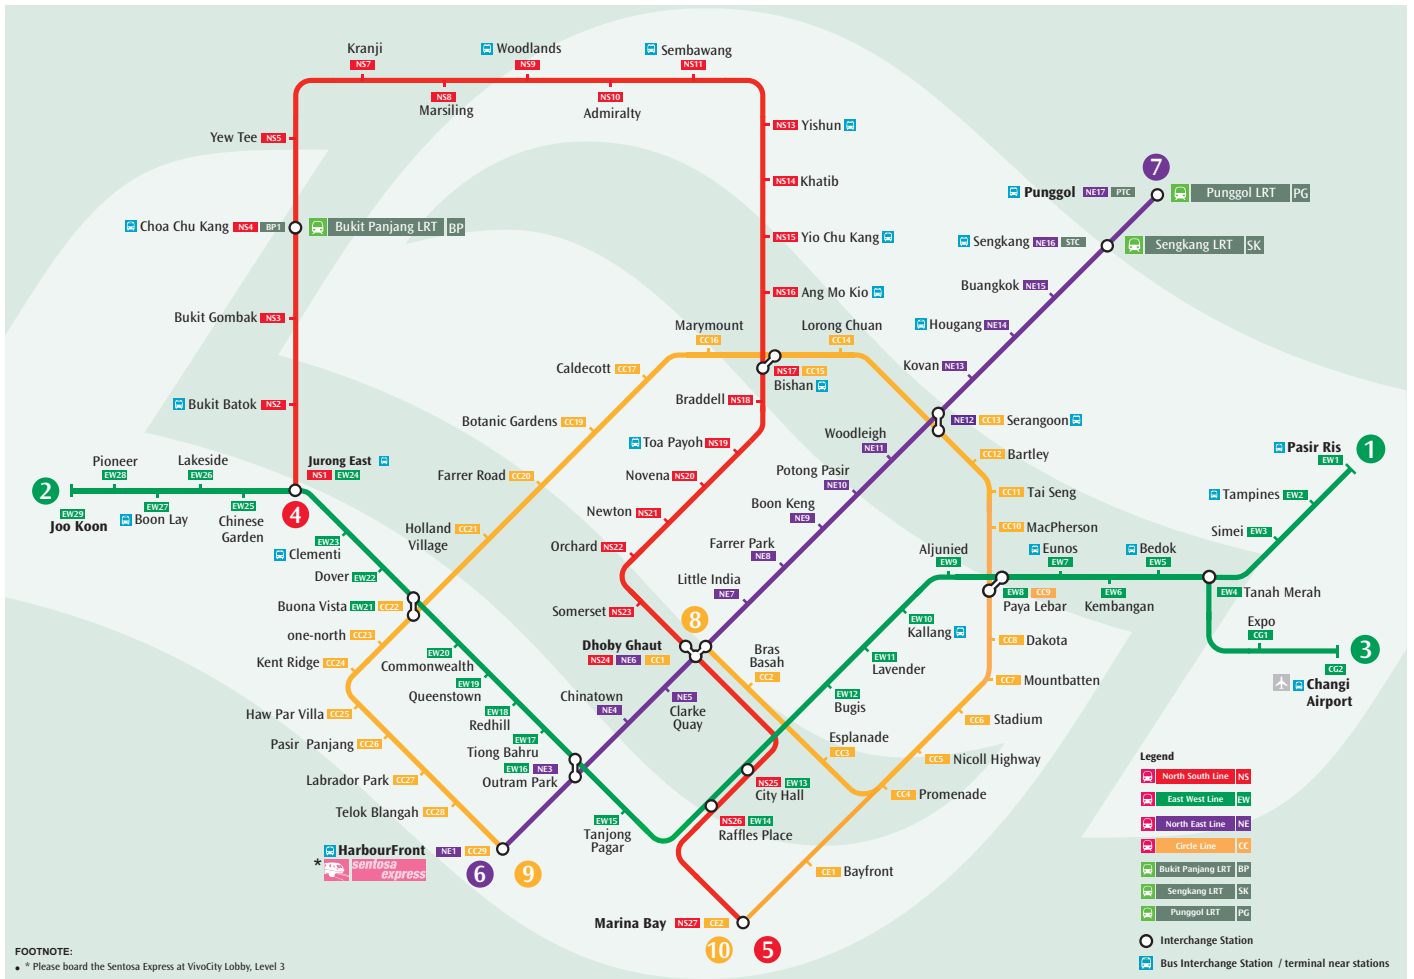 Kranji
NS7
Woodlands
NS9
Sembawang
NS11
NS8
Marsiling
NS10
Admiralty
Yew Tee NS5
NS13 Yishun
NS14 Khatib
Choa Chu Kang NS4 BP1
Bukit Panjang LRT BP
NS15 Yio Chu Kang
NS16 Ang Mo Kio
Bukit Gombak NS3
Bukit Batok NS2
7
Punggol NE17 PTC
Punggol LRT PG
Sengkang NE16 STC
Sengkang LRT SK
Buangkok NE15
Hougang NE14
Kovan NE13
Marymount
CC16
Lorong Chuan
CC14
Caldecott CC17
NS17 CC15
Bishan
Braddell NS18
Botanic Gardens CC19
Toa Payoh NS19
NE12 CC13 Serangoon
Woodleigh
NE11
CC12 Bartley
Pioneer
EW28
Lakeside
EW26
Jurong East
NS1 EW24
2
EW29
Joo Koon
EW27
Boon Lay
EW25
Chinese
Garden
4
Farrer Road CC20
Novena NS20
Potong Pasir
NE10
CC11 Tai Seng
Pasir Ris
EW1
1
Tampines EW2
Simei EW3
Newton NS21
Boon Keng
NE9
CC10 MacPherson
Holland
Village
CC21
EW23
Clementi
Orchard NS22
Farrer Park
NE8
Aljunied
EW9
Eunos
EW7
Bedok
EW5
Dover EW22
Little India
NE7
EW8 CC9
Paya Lebar
EW6
Kembangan
EW4 Tanah Merah
Buona Vista EW21 CC22
Somerset NS23
8
EW10
Kallang
Expo
CG1
one-north CC23
Dhoby Ghaut
NS24 NE6 CC1
Bras
Basah
CC2
CC8 Dakota
3
CG2
Changi
Airport
Kent Ridge CC24
EW20
Commonwealth
EW11
Lavender
CC7 Mountbatten
EW19
Queenstown
Chinatown
NE4
NE5
Clarke
Quay
EW12
Bugis
Haw Par Villa CC25
EW18
Redhill
CC6 Stadium
Pasir Panjang CC26
EW17
Tiong Bahru
EW16 NE3
Outram Park
Esplanade
CC3
CC5 Nicoll Highway
Labrador Park CC27
NS25 EW13
City Hall
CC4 Promenade
Telok Blangah CC28
EW15
Tanjong
Pagar
NS26 EW14
Raffles Place
HarbourFront NE1 CC29
* sentosa
express
6
9
CE1 Bayfront
Marina Bay NS27 CE2
10
5
Legend
North South Line NS
East West Line EW
North East Line NE
Circle Line CC
Bukit Panjang LRT BP
Sengkang LRT SK
Punggol LRT PG
Interchange Station
Bus Interchange Station / terminal near stations
FOOTNOTE:
• * Please board the Sentosa Express at VivoCity Lobby, Level 3